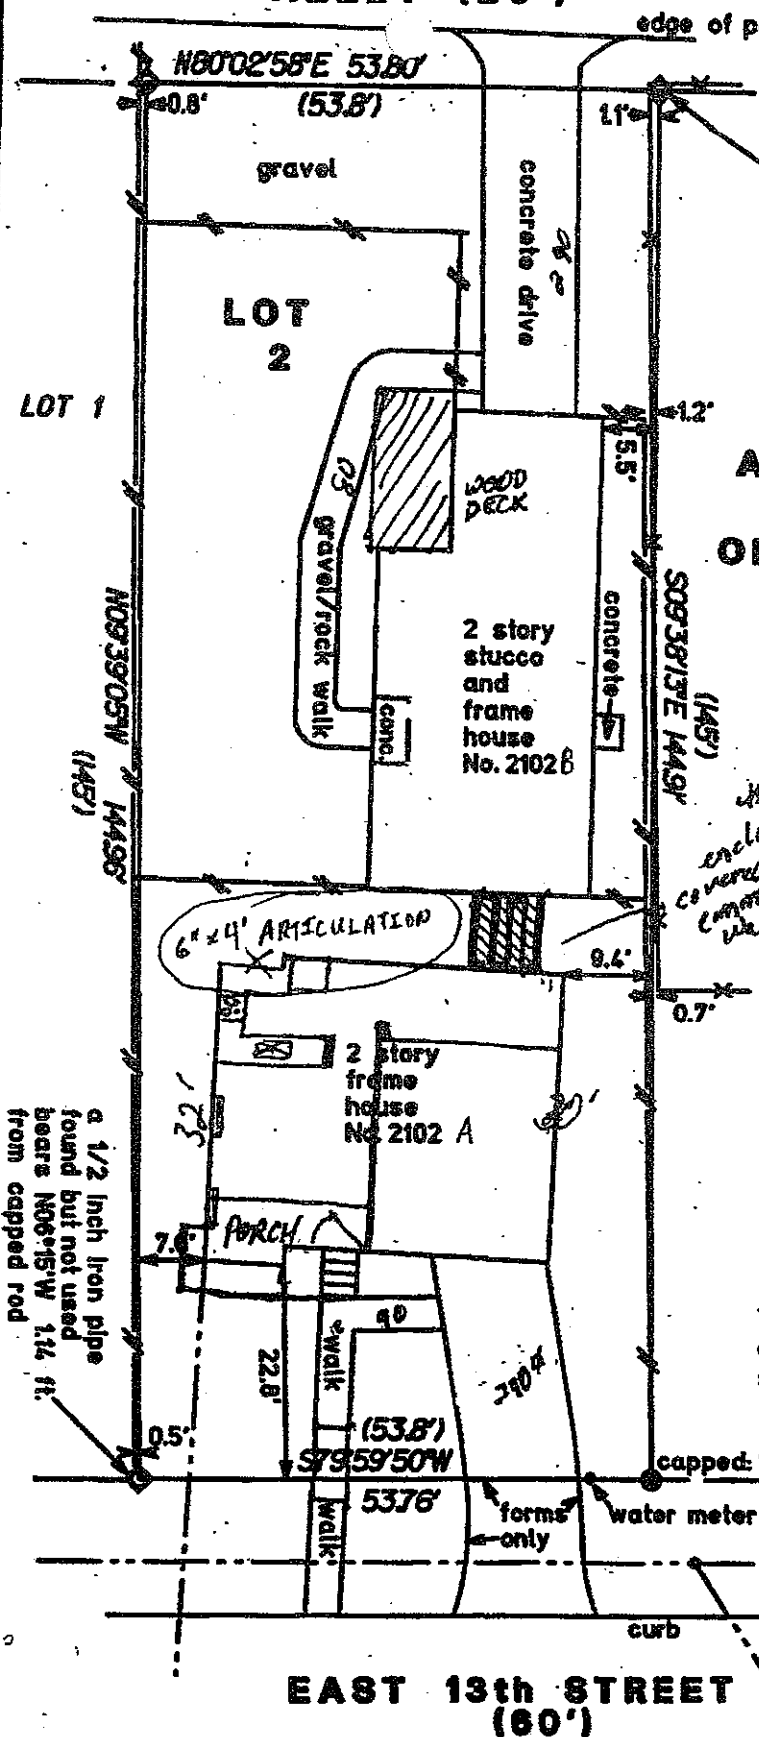 edge of p
N80°02'58"E 53.80'
(53.8')
0.8'
1.1'
gravel
concrete drive
LOT
2
LOT 1
1.2'
5.5'
WOOD
DECK
gravel/rock walk
conc.
concrete
2 story
stucco
and
frame
house
No. 2102 B
N09°39'05"W 144.96'
(145')
S09°38'13"E 144.91'
(145')
covered
6" x 4' ARTICULATION
9.4'
0.7'
2 story
frame
house
No. 2102 A
32'
PORCH
7.6'
a 1/2 inch iron pipe
found but not used
bears N06°15'W 1.14 ft.
from capped rod
90
walk
22.8'
0.5'
(53.8')
S79°59'50"W
53.76'
capped
walk
forms
only
water meter
curb
EAST 13th STREET
(60')